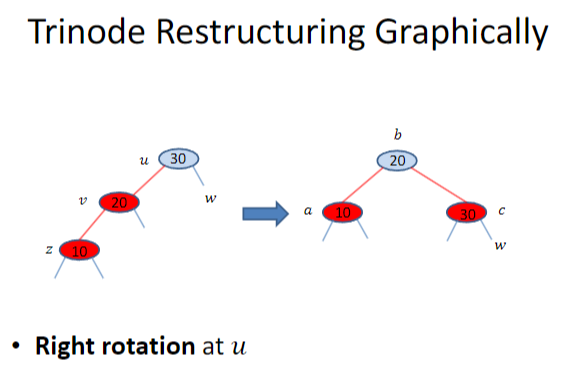 Trinode Restructuring Graphically
b
u 30
20
v 20
w
a 10
30 c
z 10
w
• Right rotation at u